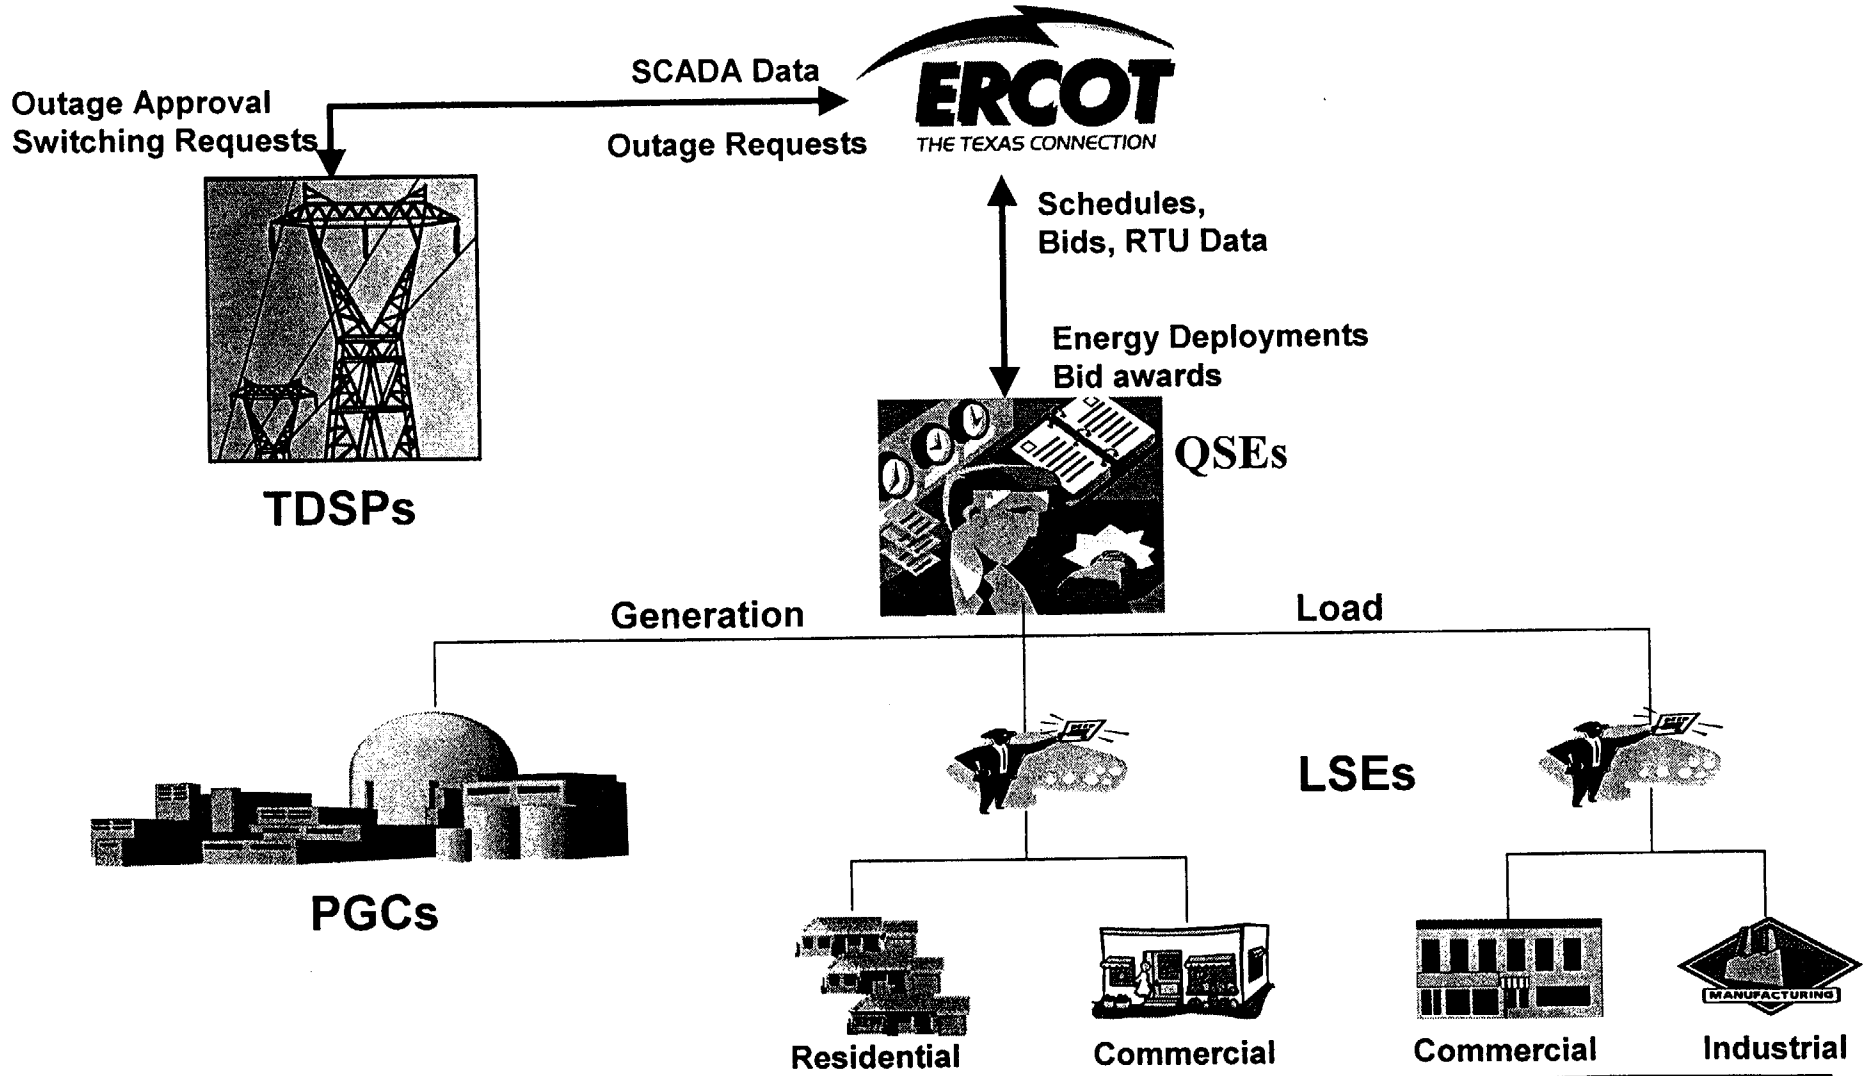 SCADA Data
ERCOT
THE TEXAS CONNECTION
Outage Approval
Switching Requests
Outage Requests
Schedules,
Bids, RTU Data
Energy Deployments
Bid awards
QSEs
TDSPs
Generation
Load
LSEs
PGCs
MANUFACTURING
Residential
Commercial
Commercial
Industrial